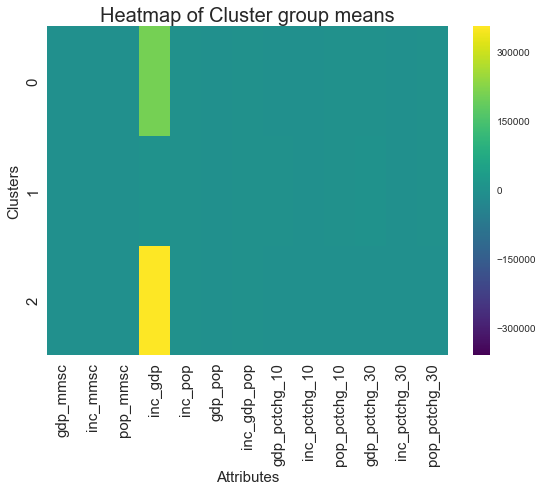 Heatmap of Cluster group means
Clusters
0
1
2
gdp_mmsc
inc_mmsc
pop_mmsc
inc_gdp
inc_pop
gdp_pop
inc_gdp_pop
gdp_pctchg_10
inc_pctchg_10
pop_pctchg_10
gdp_pctchg_30
inc_pctchg_30
pop_pctchg_30
Attributes
300000
150000
0
−150000
−300000